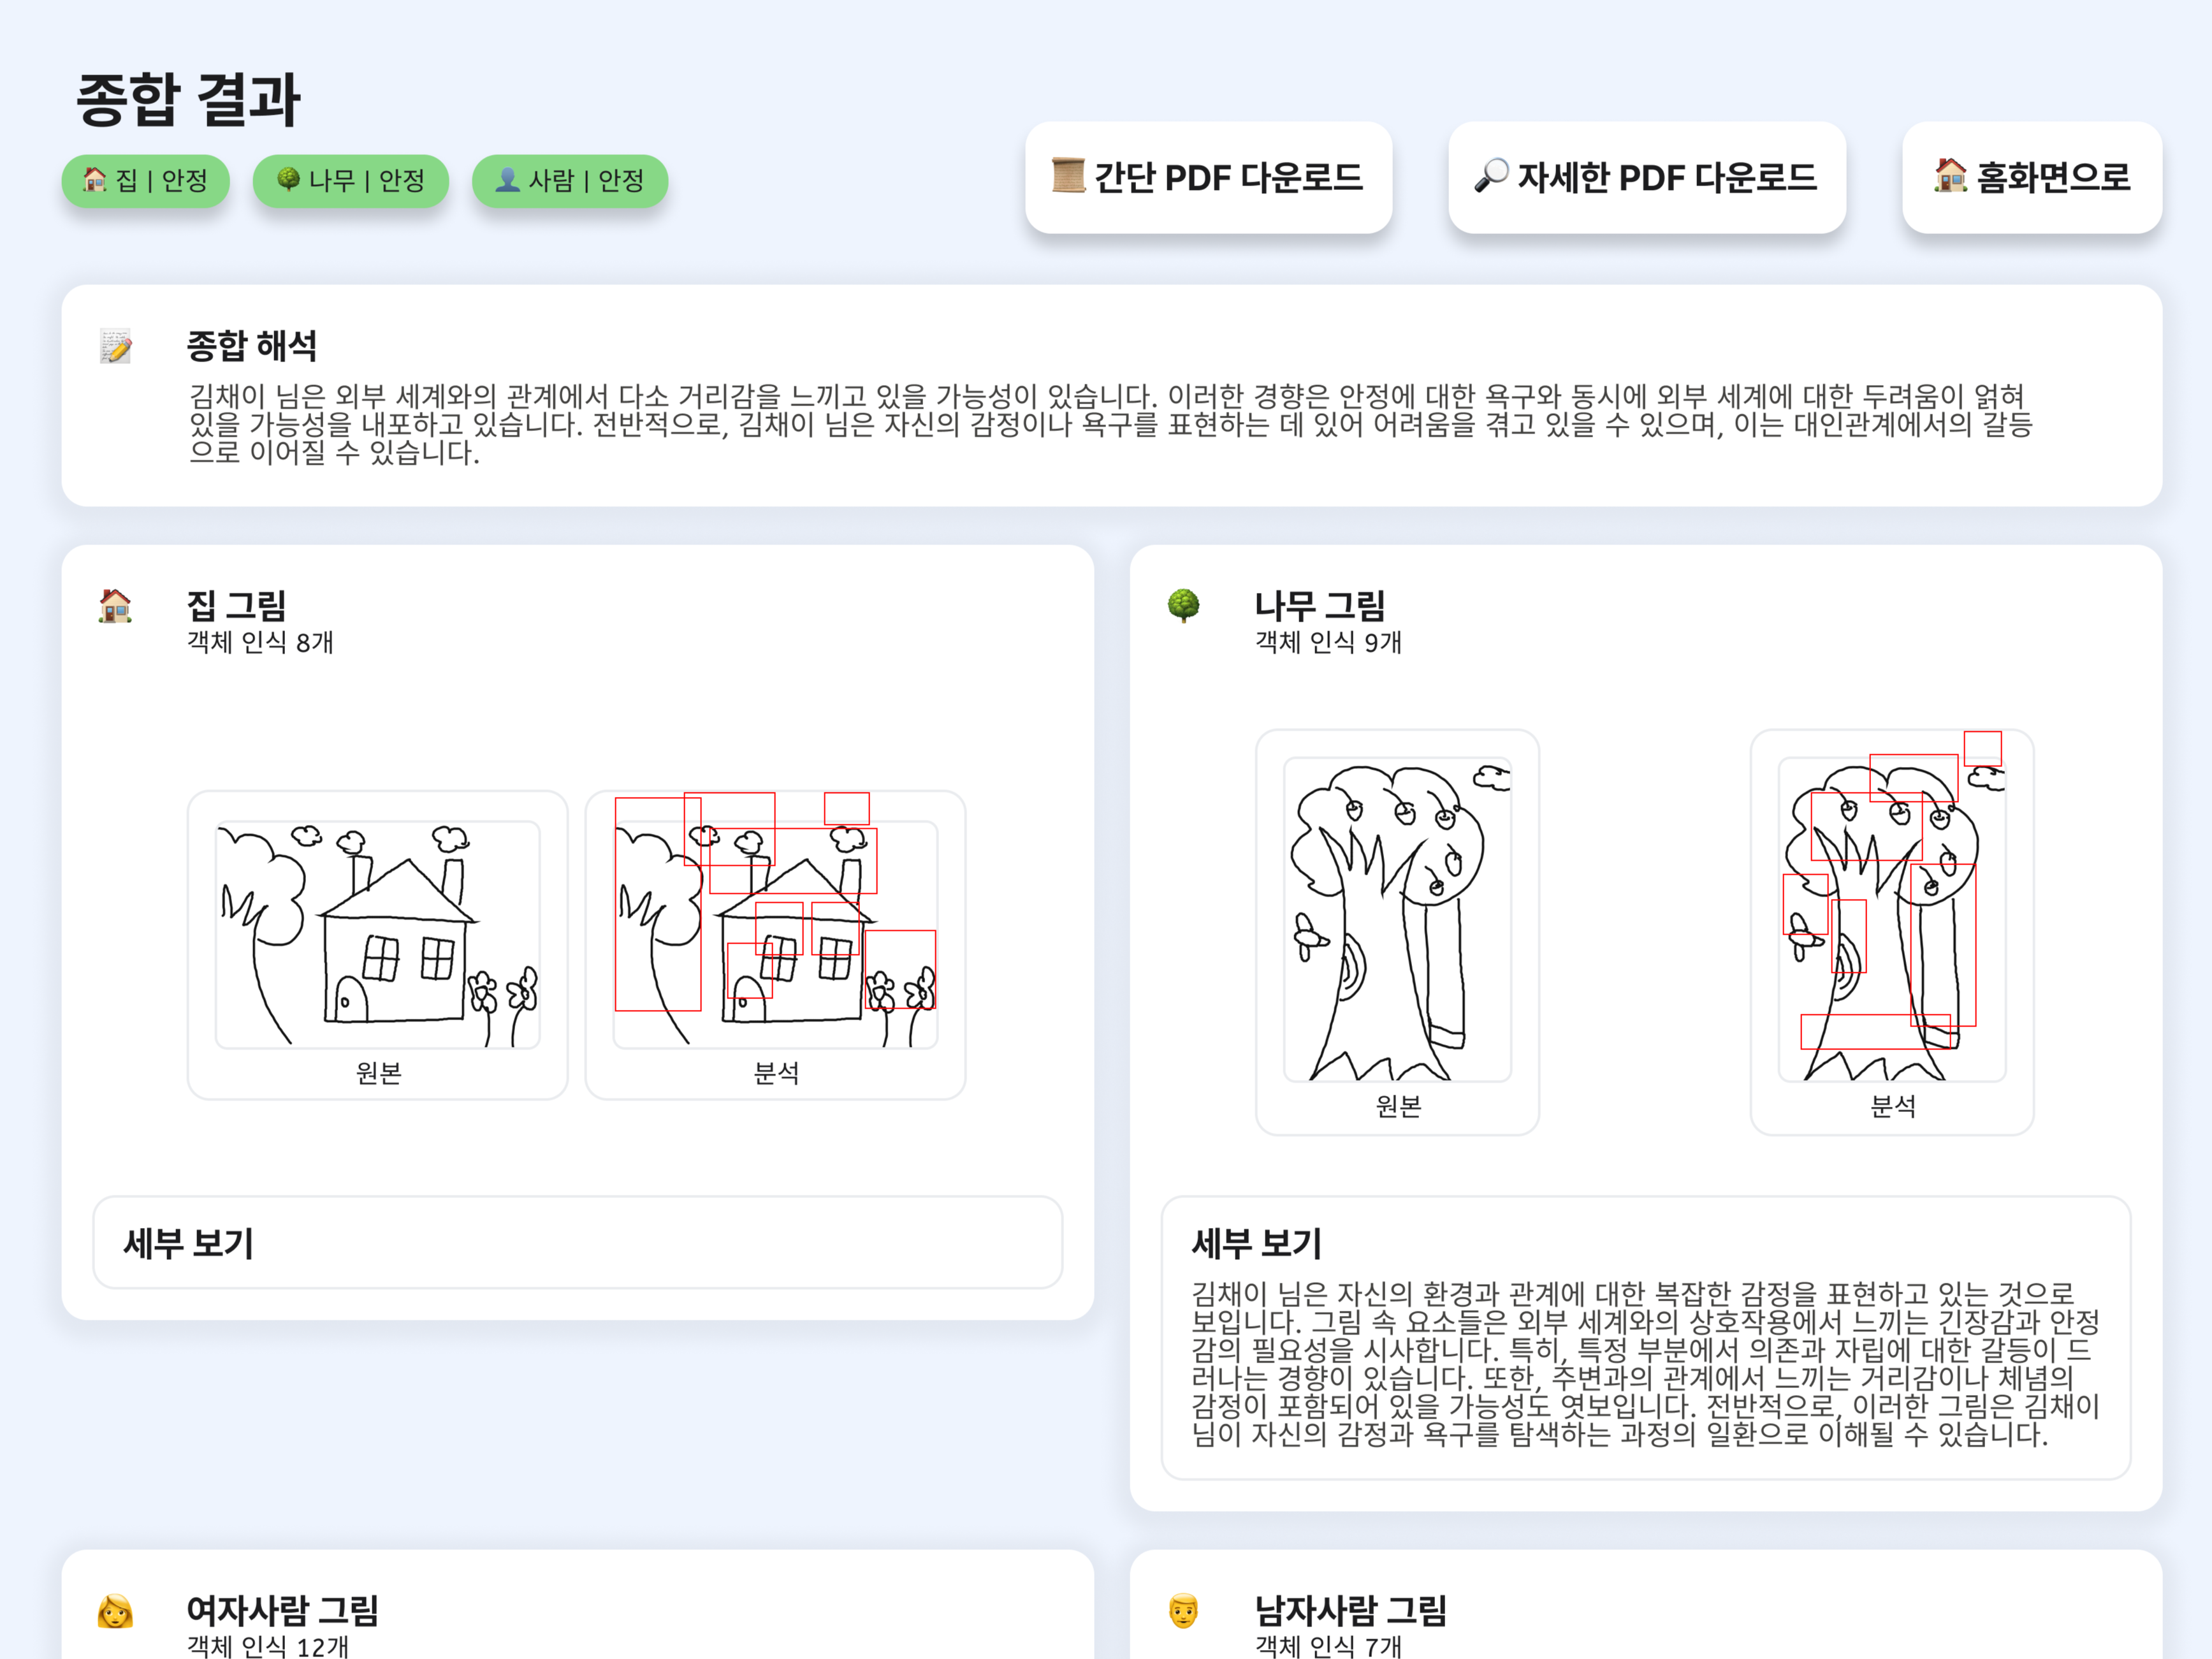 종합 결과
집 | 안정
나무 | 안정
사람 | 안정
간단 PDF 다운로드
자세한 PDF 다운로드
홈화면으로
종합 해석
김채이 님은 외부 세계와의 관계에서 다소 거리감을 느끼고 있을 가능성이 있습니다. 이러한 경향은 안정에 대한 욕구와 동시에 외부 세계에 대한 두려움이 얽혀
있을 가능성을 내포하고 있습니다. 전반적으로, 김채이 님은 자신의 감정이나 욕구를 표현하는 데 있어 어려움을 겪고 있을 수 있으며, 이는 대인관계에서의 갈등
으로 이어질 수 있습니다.
집 그림
객체 인식 8개
원본
분석
세부 보기
나무 그림
객체 인식 9개
원본
분석
세부 보기
김채이 님은 자신의 환경과 관계에 대한 복잡한 감정을 표현하고 있는 것으로
보입니다. 그림 속 요소들은 외부 세계와의 상호작용에서 느끼는 긴장감과 안정
감의 필요성을 시사합니다. 특히, 특정 부분에서 의존과 자립에 대한 갈등이 드
러나는 경향이 있습니다. 또한, 주변과의 관계에서 느끼는 거리감이나 체념의
감정이 포함되어 있을 가능성도 엿보입니다. 전반적으로, 이러한 그림은 김채이
님이 자신의 감정과 욕구를 탐색하는 과정의 일환으로 이해될 수 있습니다.
여자사람 그림
객체 인식 12개
남자사람 그림
객체 인식 7개